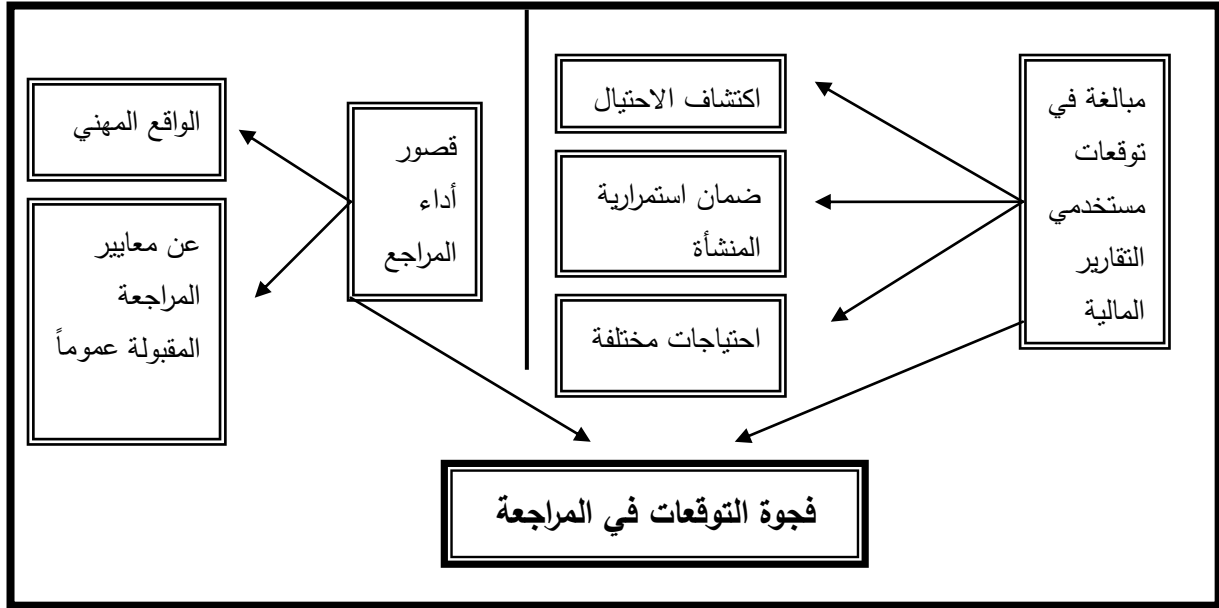 مبالغة في
توقعات
مستخدمي
التقارير
المالية
اكتشاف الاحتيال
ضمان استمرارية
المنشأة
احتياجات مختلفة
قصور
أداء
المراجع
الواقع المهني
عن معايير
المراجعة
المقبولة عموماً
فجوة التوقعات في المراجعة